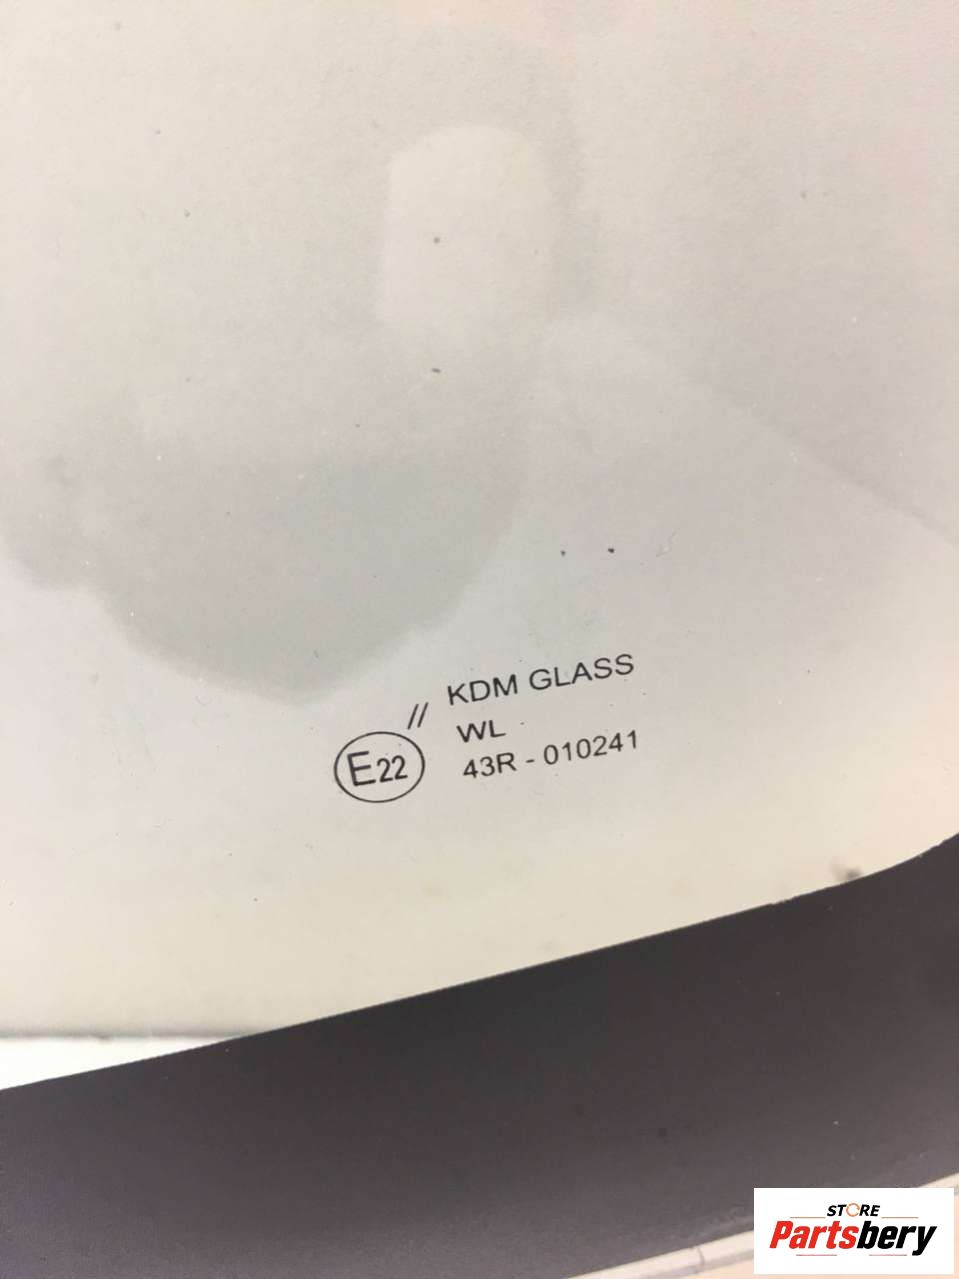 // KDM GLASS
WL
E22 43R - 010241
STORE
Partsbery